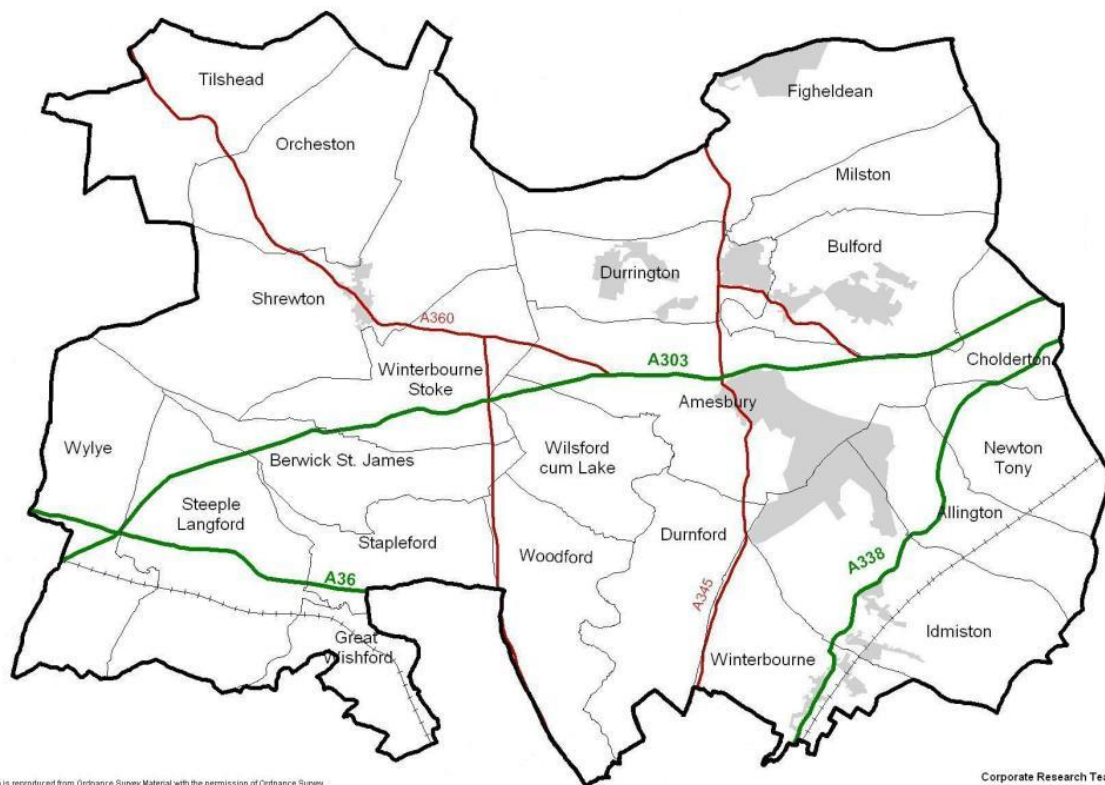 Tilshead
Figheldean
Orcheston
Milston
Bulford
Durrington
Shrewton
A360
A303
Cholderton
Winterbourne
Stoke
Amesbury
Wylye
Berwick St. James
Wilsford
cum Lake
Newton
Tony
Steeple
Langford
Allington
Stapleford
Woodford
Durnford
A338
A36
A345
Great
Wishford
Winterbourne
Idmiston
is reproduced from Ordnance Survey Material with the permission of Ordnance Survey
Corporate Research Tea